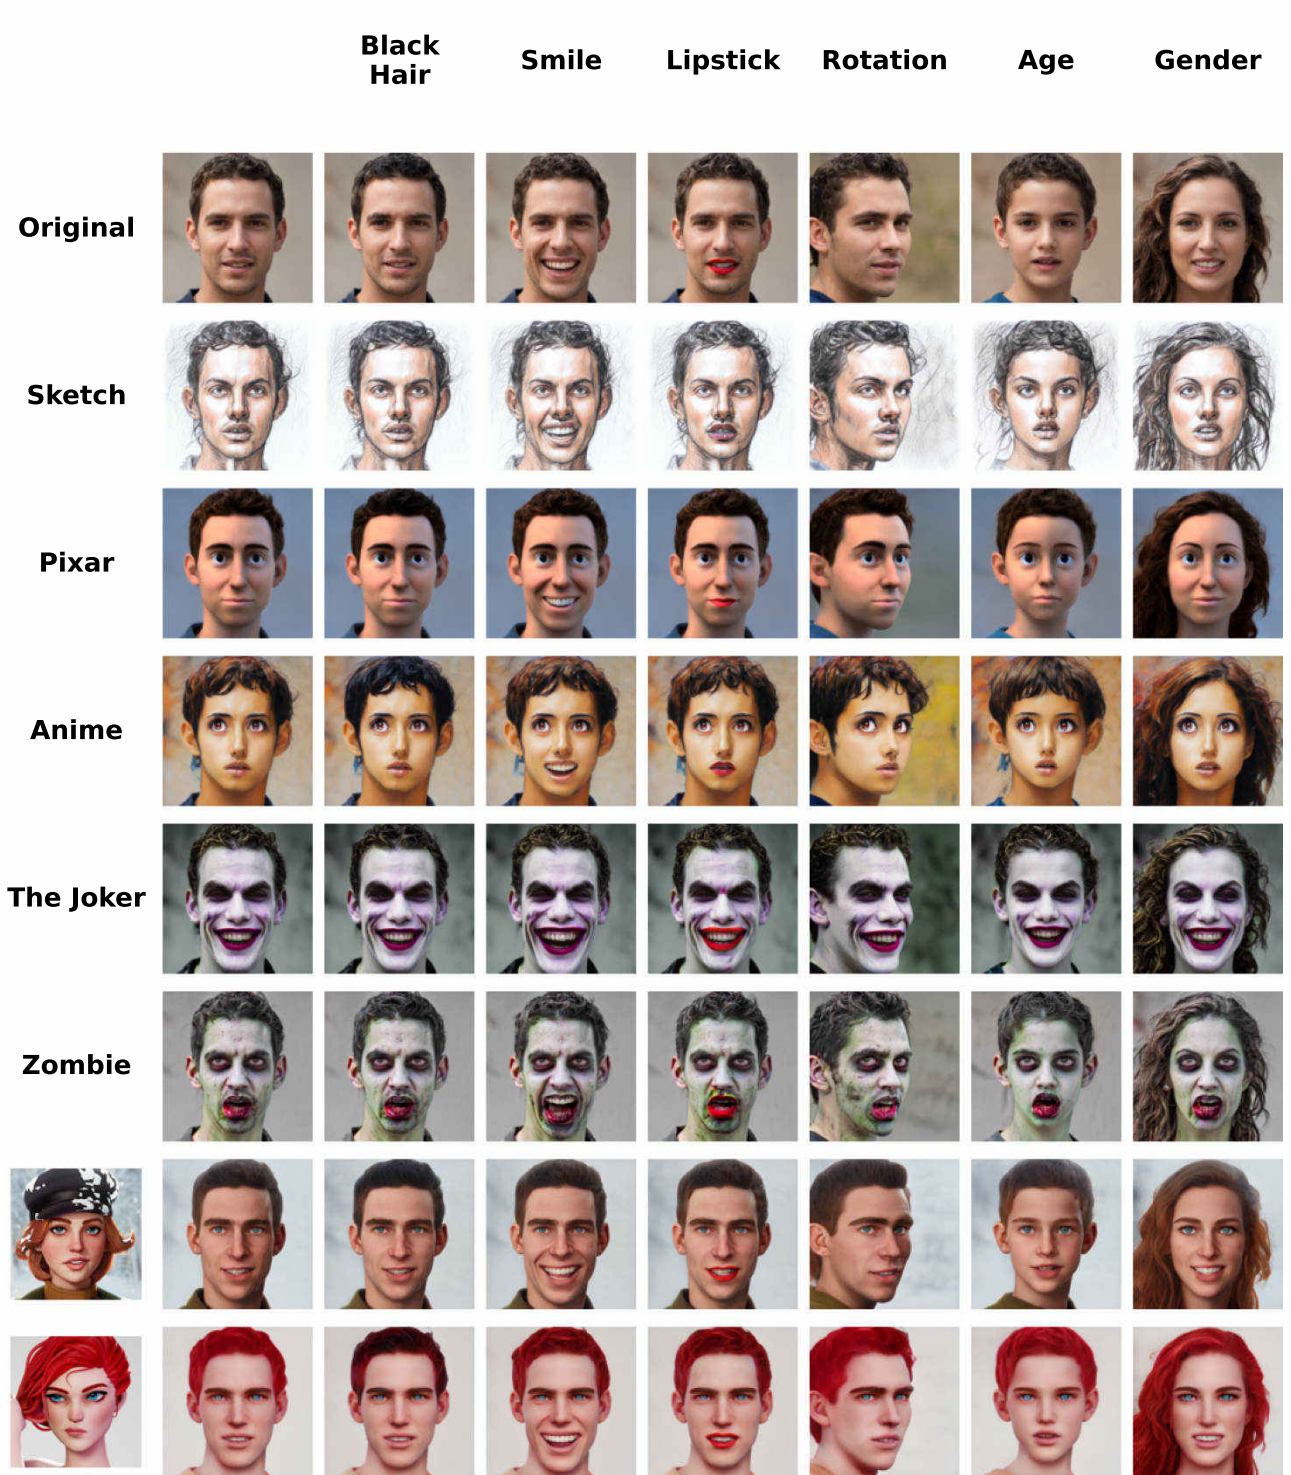 Black
Hair
Smile
Lipstick
Rotation
Age
Gender
Original
Sketch
Pixar
Anime
The Joker
Zombie